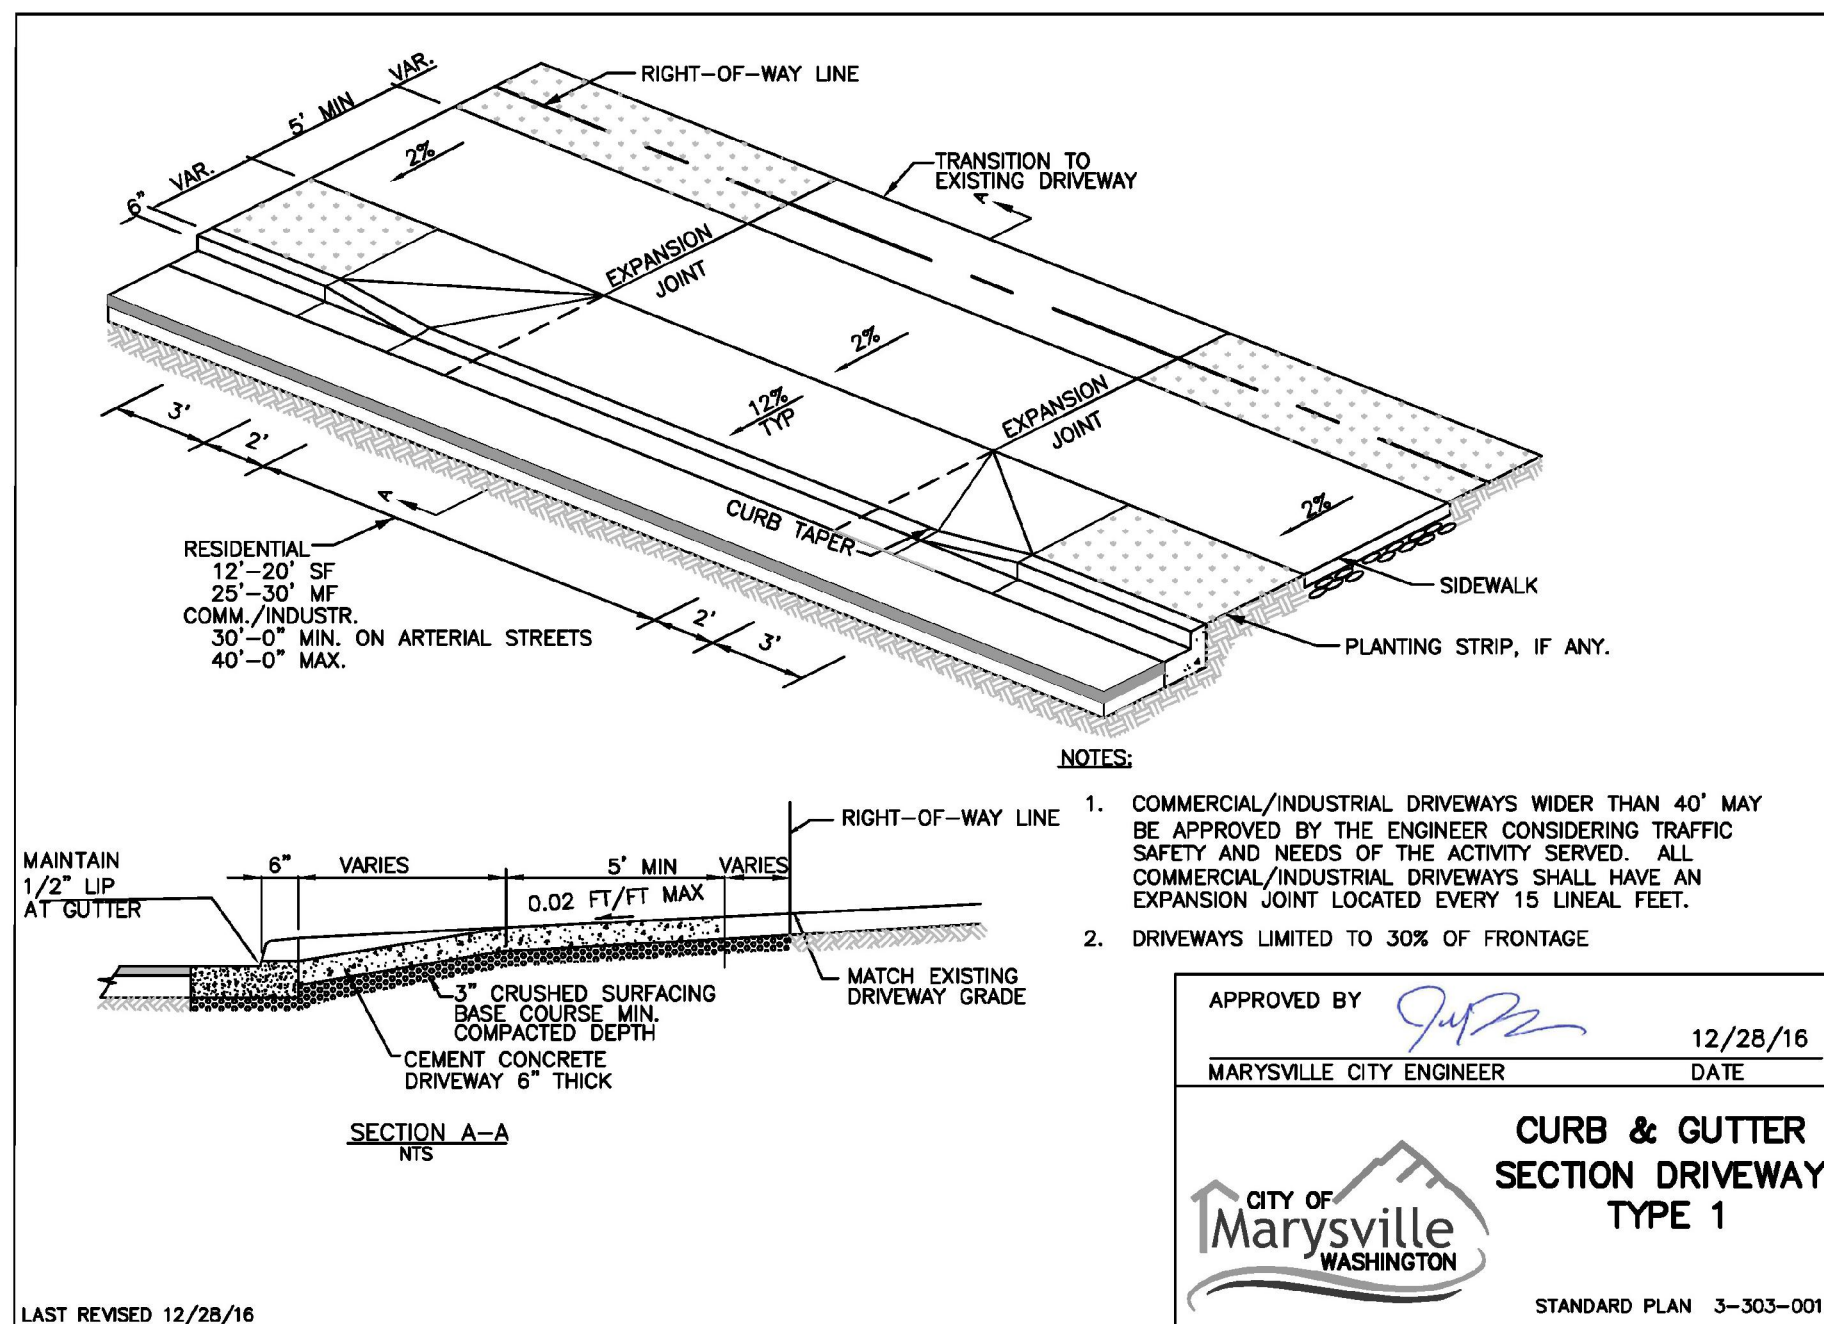 VAR.
RIGHT-OF-WAY LINE
5' MIN
2%
TRANSITION TO
EXISTING DRIVEWAY
VAR.
A
6"
EXPANSION
JOINT
2%
12%
TYP
EXPANSION
JOINT
3'
2'
A
CURB TAPER
2%
RESIDENTIAL
12'-20' SF
25'-30' MF
COMM./INDUSTR.
30'-0" MIN. ON ARTERIAL STREETS
40'-0" MAX.
SIDEWALK
2'
3'
PLANTING STRIP, IF ANY.
NOTES:
1. COMMERCIAL/INDUSTRIAL DRIVEWAYS WIDER THAN 40' MAY
BE APPROVED BY THE ENGINEER CONSIDERING TRAFFIC
SAFETY AND NEEDS OF THE ACTIVITY SERVED. ALL
COMMERCIAL/INDUSTRIAL DRIVEWAYS SHALL HAVE AN
EXPANSION JOINT LOCATED EVERY 15 LINEAL FEET.
2. DRIVEWAYS LIMITED TO 30% OF FRONTAGE
RIGHT-OF-WAY LINE
MAINTAIN
1/2" LIP
AT GUTTER
6" VARIES 5' MIN VARIES
0.02 FT/FT MAX
MATCH EXISTING
DRIVEWAY GRADE
3" CRUSHED SURFACING
BASE COURSE MIN.
COMPACTED DEPTH
CEMENT CONCRETE
DRIVEWAY 6" THICK
SECTION A-A
NTS
APPROVED BY
12/28/16
MARYSVILLE CITY ENGINEER DATE
CURB & GUTTER
SECTION DRIVEWAY
TYPE 1
CITY OF
Marysville
WASHINGTON
STANDARD PLAN 3-303-001
LAST REVISED 12/28/16